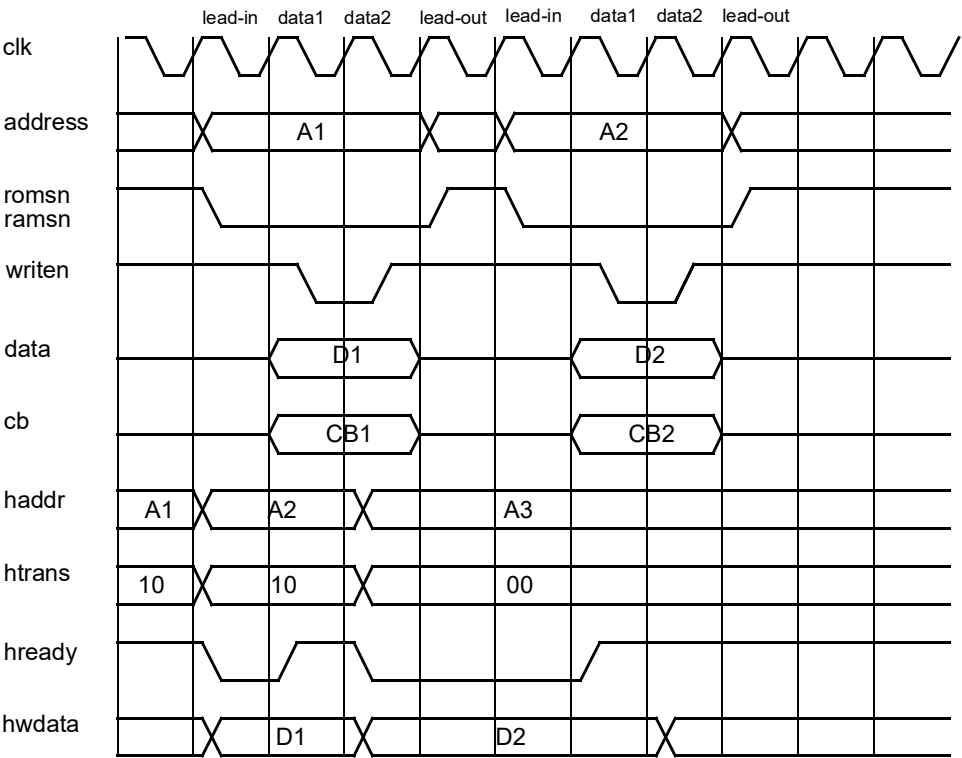 lead-in data1 data2 lead-out lead-in data1 data2 lead-out
clk
address A1 A2
romsn
ramsn
writen
data D1 D2
cb CB1 CB2
haddr A1 A2 A3
htrans 10 10 00
hready
hwdata D1 D2